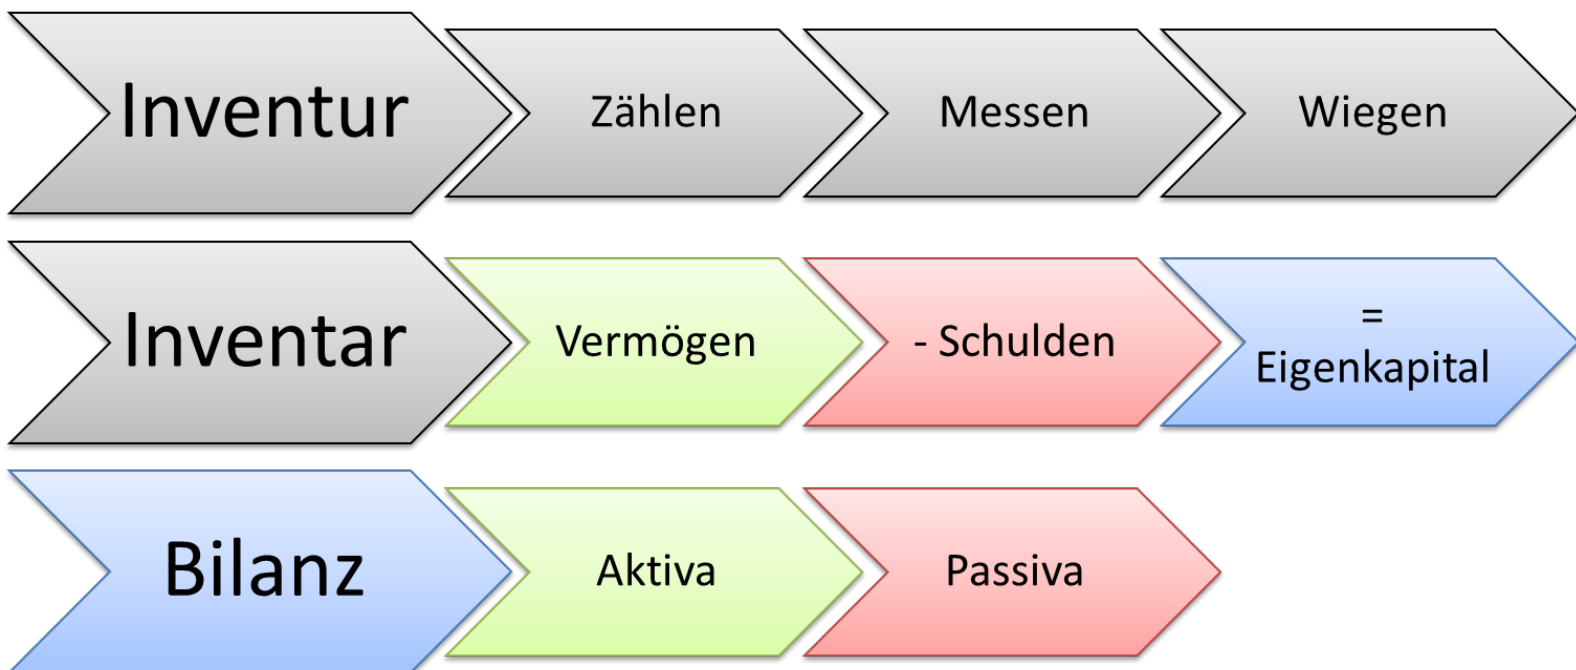 Inventur
Zählen
Messen
Wiegen
Inventar
Vermögen
- Schulden
=
Eigenkapital
Bilanz
Aktiva
Passiva